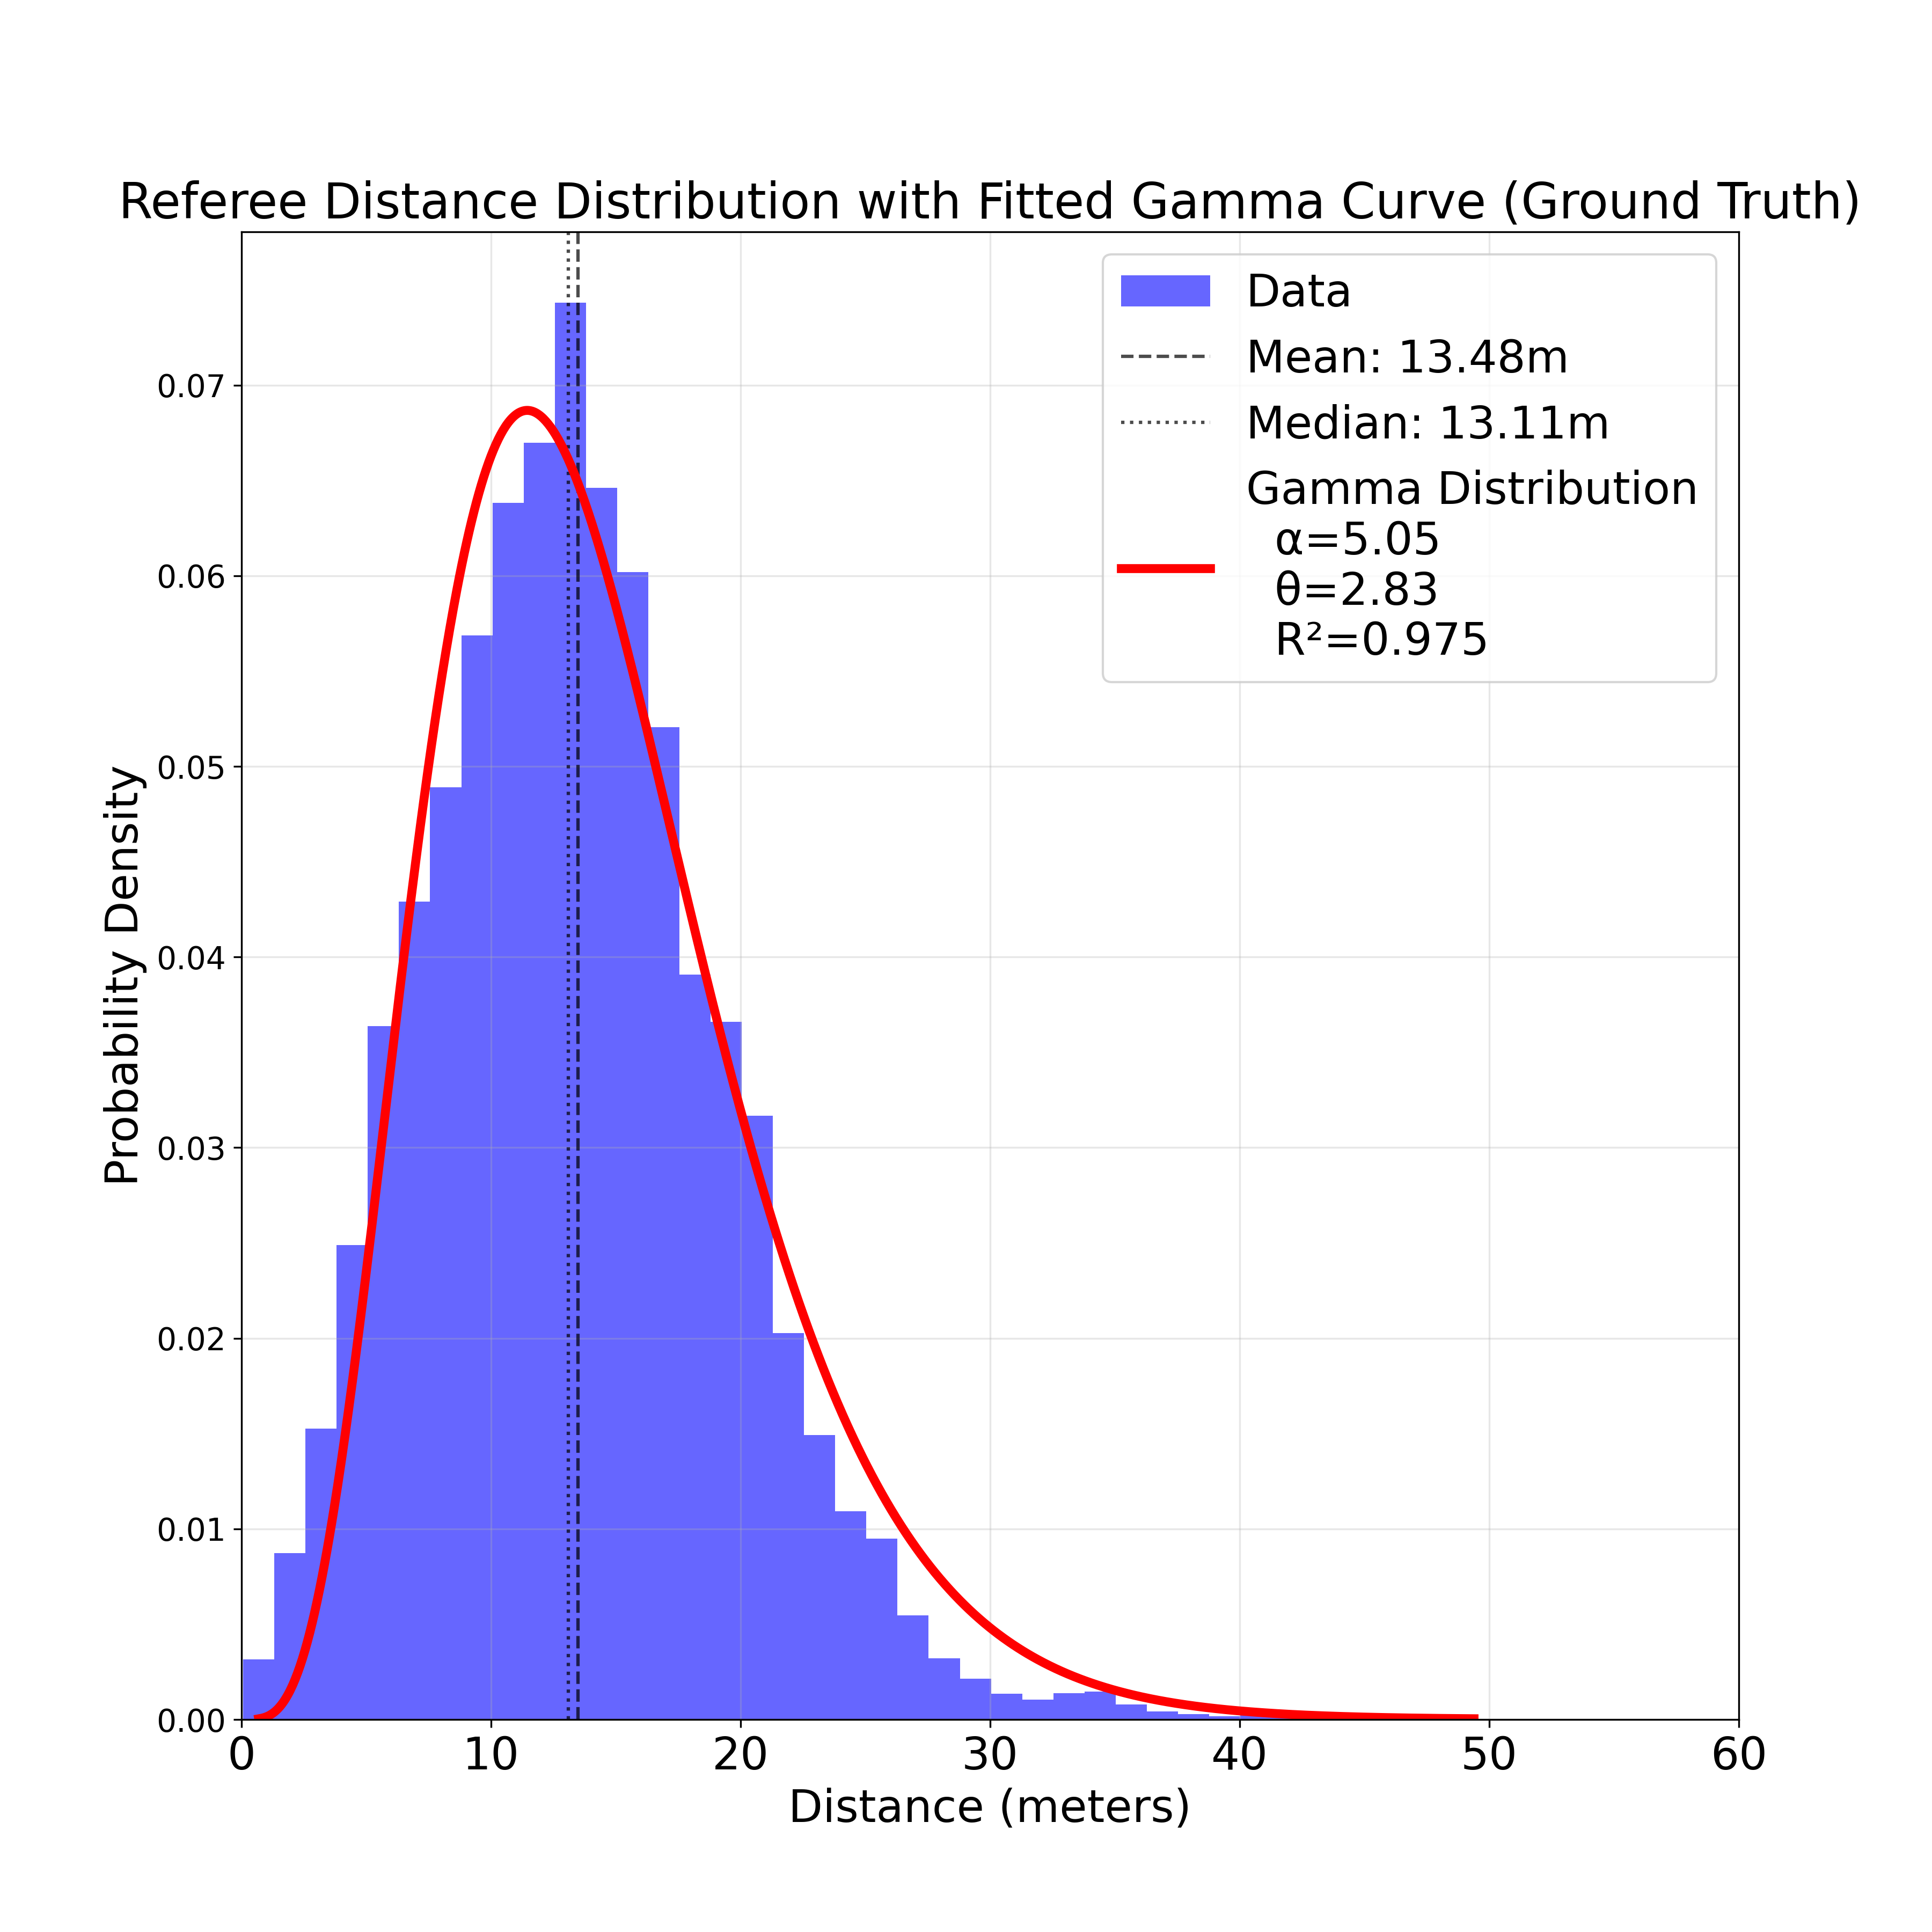 Referee Distance Distribution with Fitted Gamma Curve (Ground Truth)
Data
Mean: 13.48m
Median: 13.11m
Gamma Distribution
α=5.05
θ=2.83
R²=0.975
Probability Density
0.07
0.06
0.05
0.04
0.03
0.02
0.01
0.00
0 10 20 30 40 50 60
Distance (meters)